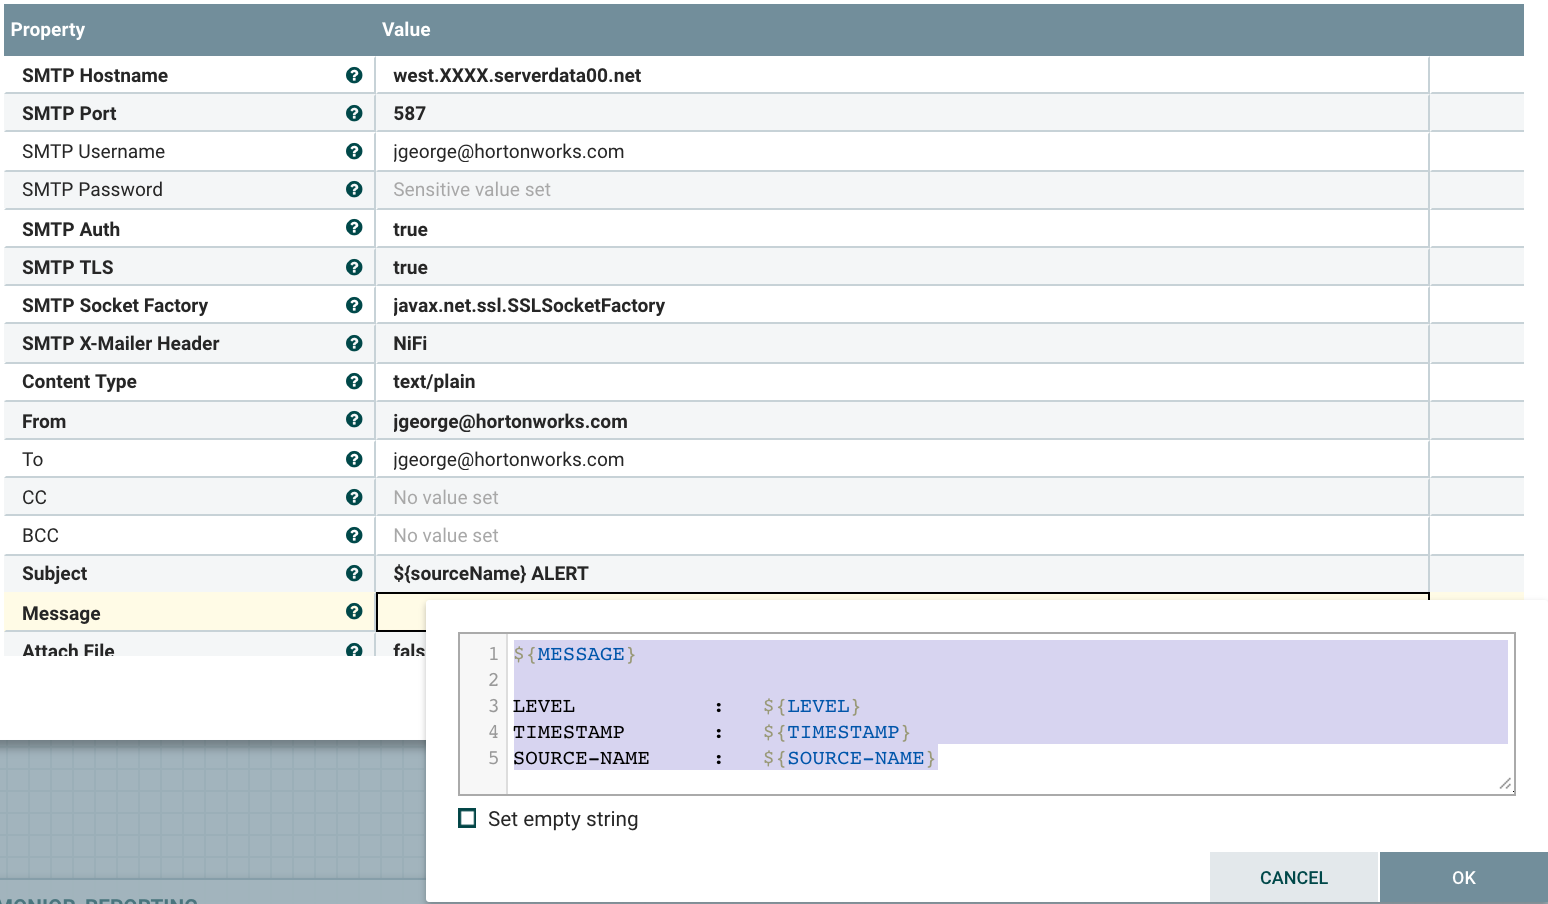 Property Value
SMTP Hostname west.XXXX.serverdata00.net
SMTP Port 587
SMTP Username jgeorge@hortonworks.com
SMTP Password Sensitive value set
SMTP Auth true
SMTP TLS true
SMTP Socket Factory javax.net.ssl.SSLSocketFactory
SMTP X-Mailer Header NiFi
Content Type text/plain
From jgeorge@hortonworks.com
To jgeorge@hortonworks.com
CC No value set
BCC No value set
Subject ${sourceName} ALERT
Message
Attach File fals
1 ${MESSAGE}
2
3 LEVEL : ${LEVEL}
4 TIMESTAMP : ${TIMESTAMP}
5 SOURCE-NAME : ${SOURCE-NAME}
Set empty string
CANCEL OK